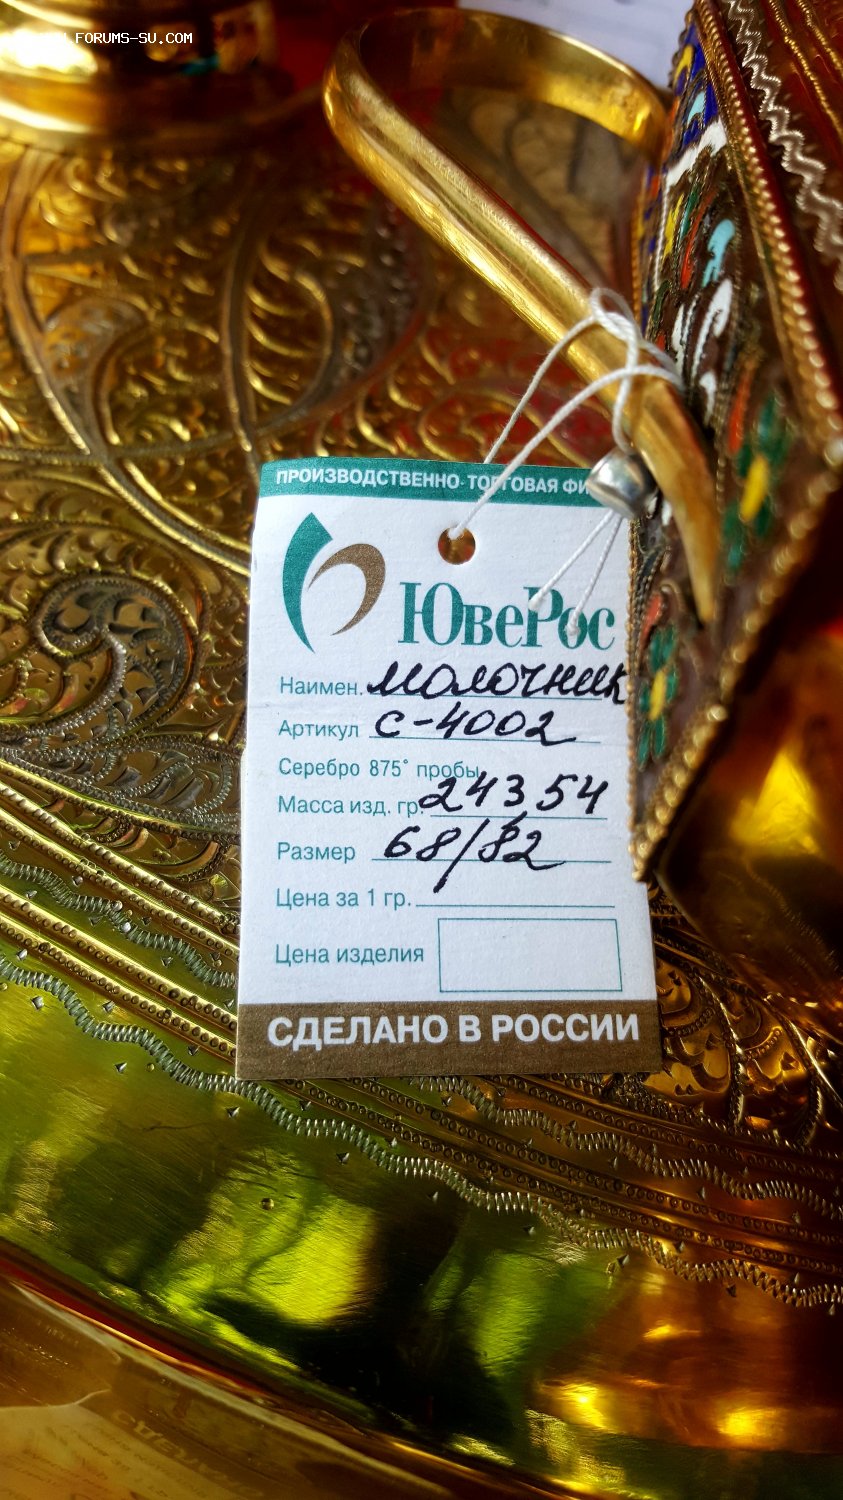 FORUMS-SU.COM
ПРОИЗВОДСТВЕННО-ТОРГОВАЯ
ЮвеРос
Наимен. молочник
Артикул С-4002
Серебро 875° пробы
Масса изд. гр. 243,54
Размер 68/82
Цена за 1 гр.
Цена изделия
СДЕЛАНО В РОССИИ